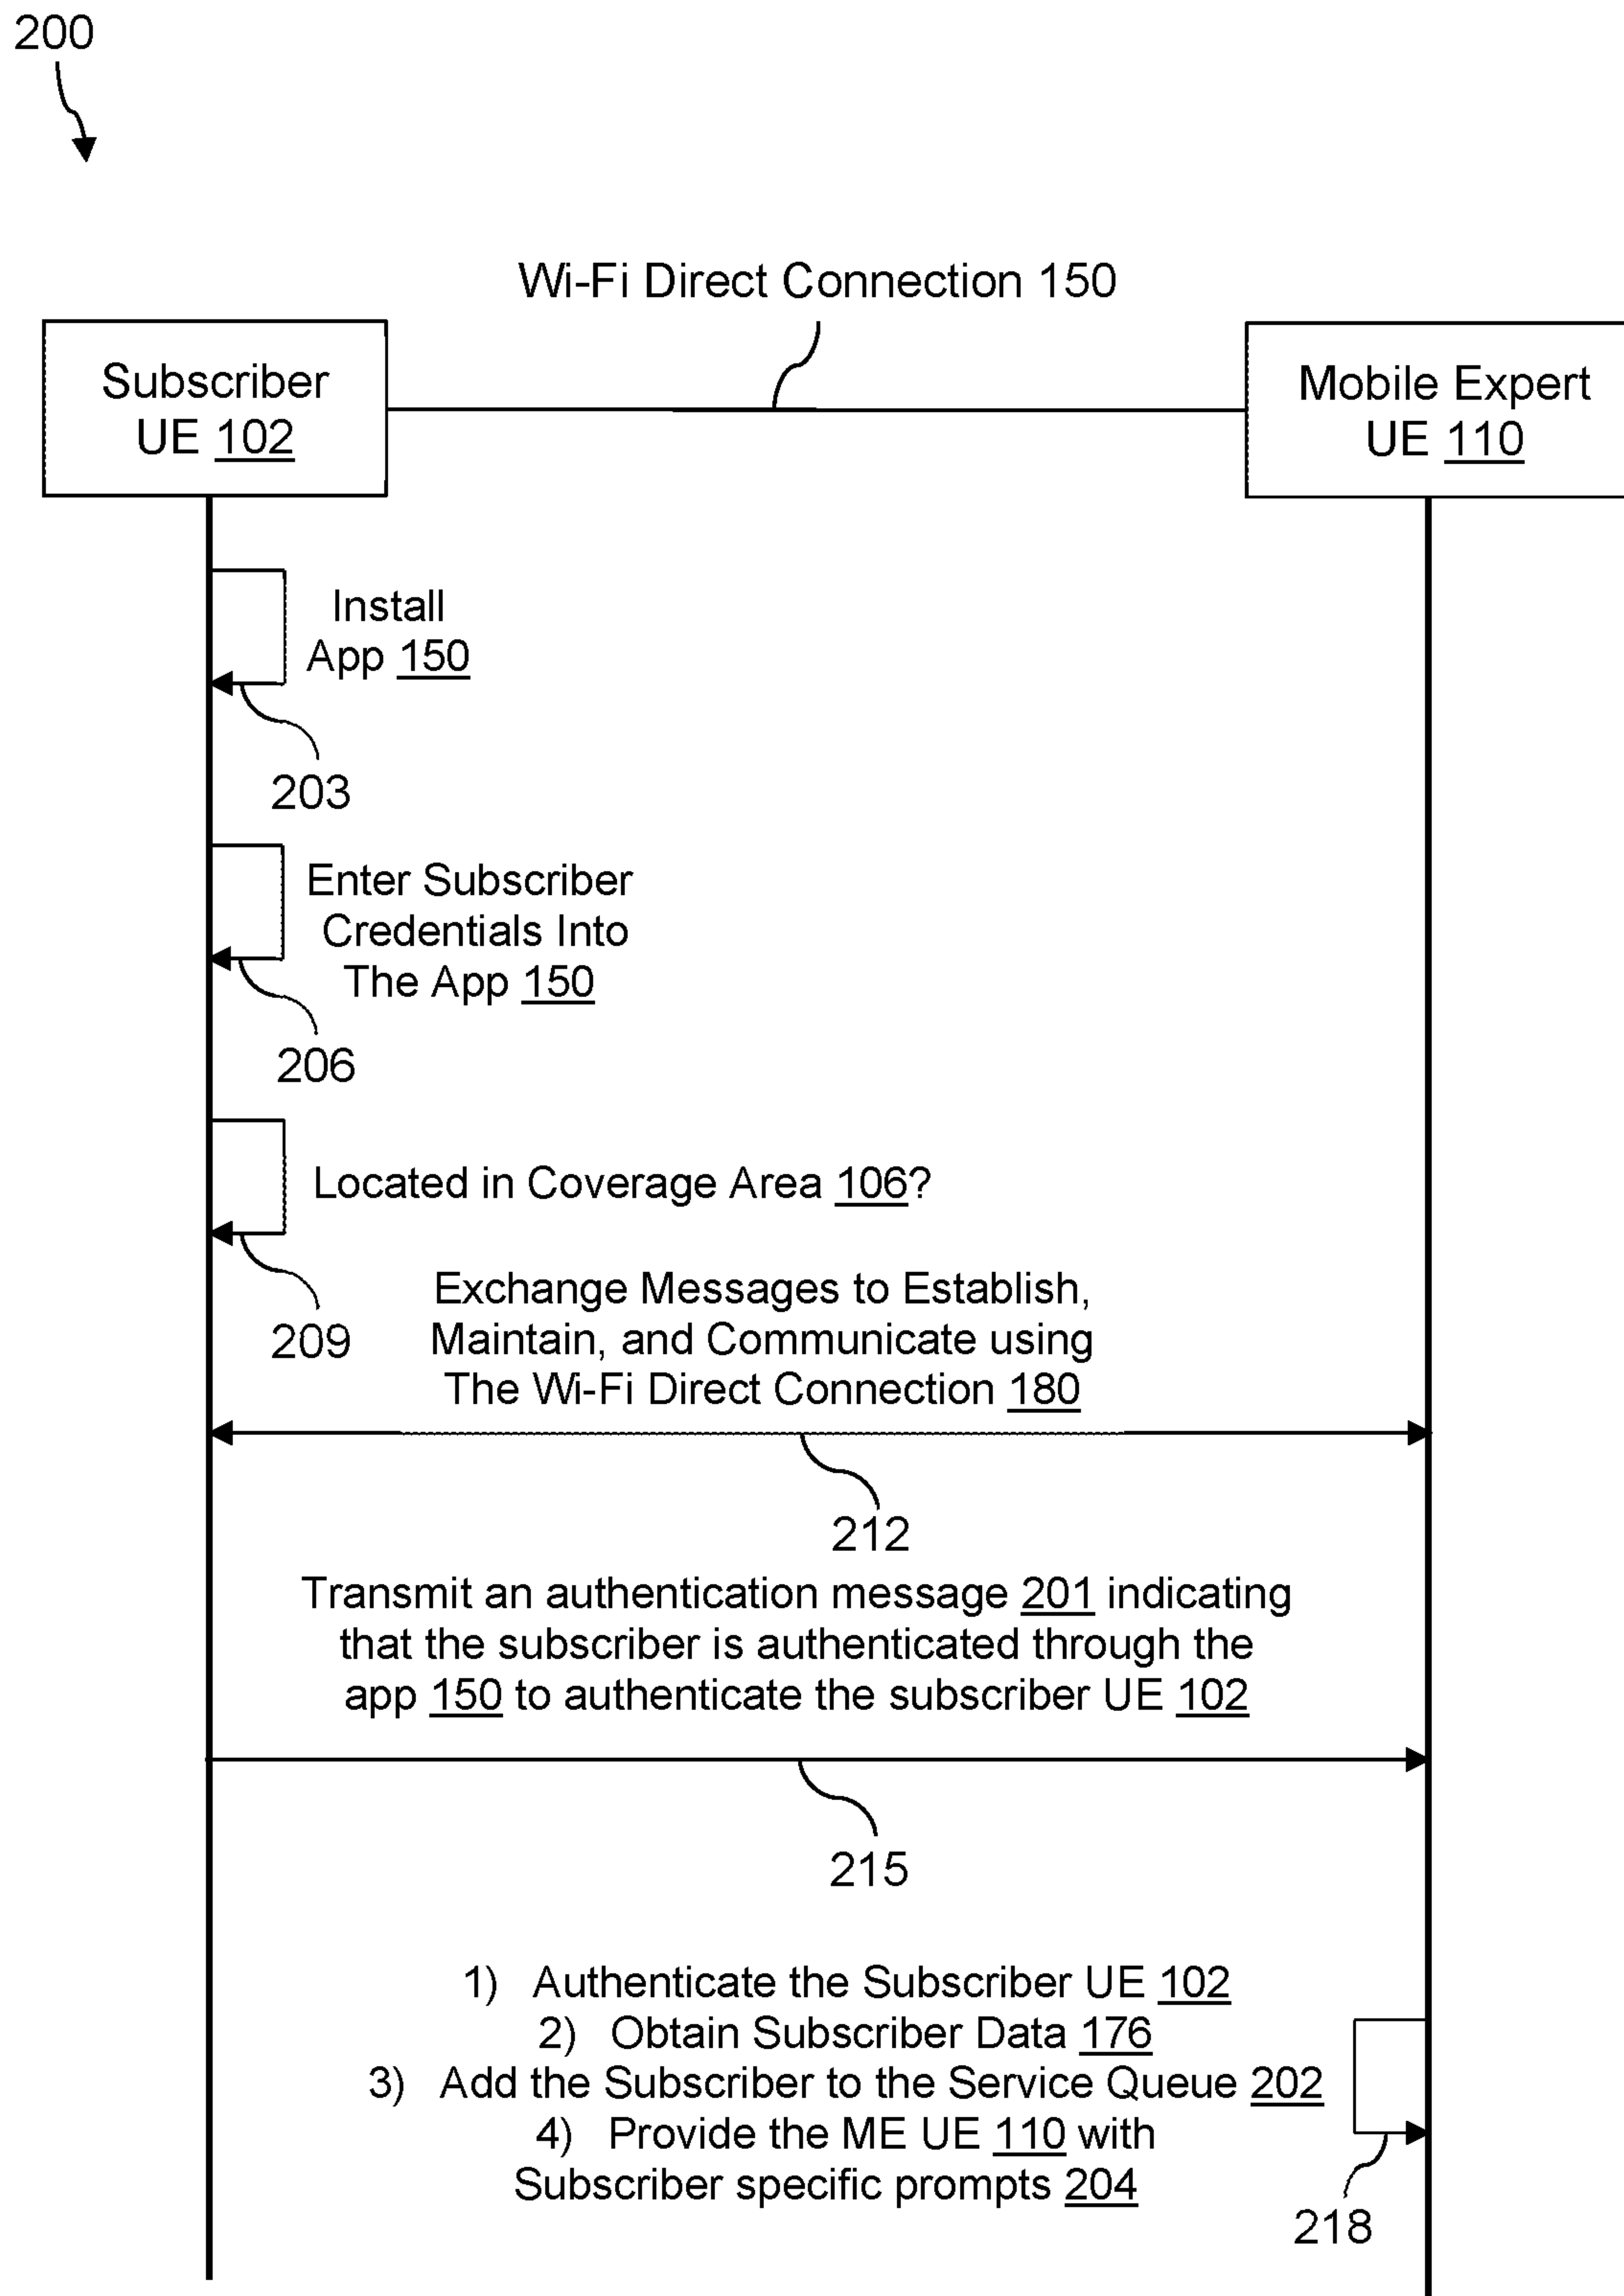 200
Wi-Fi Direct Connection 150
Subscriber
UE 102
Mobile Expert
UE 110
Install
App 150
203
Enter Subscriber
Credentials Into
The App 150
206
Located in Coverage Area 106?
209
Exchange Messages to Establish,
Maintain, and Communicate using
The Wi-Fi Direct Connection 180
212
Transmit an authentication message 201 indicating
that the subscriber is authenticated through the
app 150 to authenticate the subscriber UE 102
215
1) Authenticate the Subscriber UE 102
2) Obtain Subscriber Data 176
3) Add the Subscriber to the Service Queue 202
4) Provide the ME UE 110 with
Subscriber specific prompts 204
218